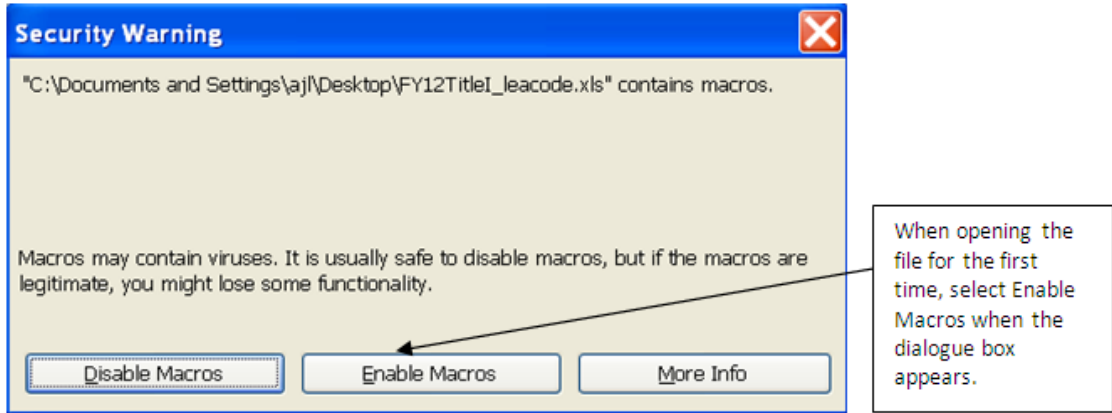 Security Warning
"C:\Documents and Settings\ajl\Desktop\FY12TitleI_leacode.xls" contains macros.
Macros may contain viruses. It is usually safe to disable macros, but if the macros are
legitimate, you might lose some functionality.
Disable Macros
Enable Macros
More Info
When opening the
file for the first
time, select Enable
Macros when the
dialogue box
appears.